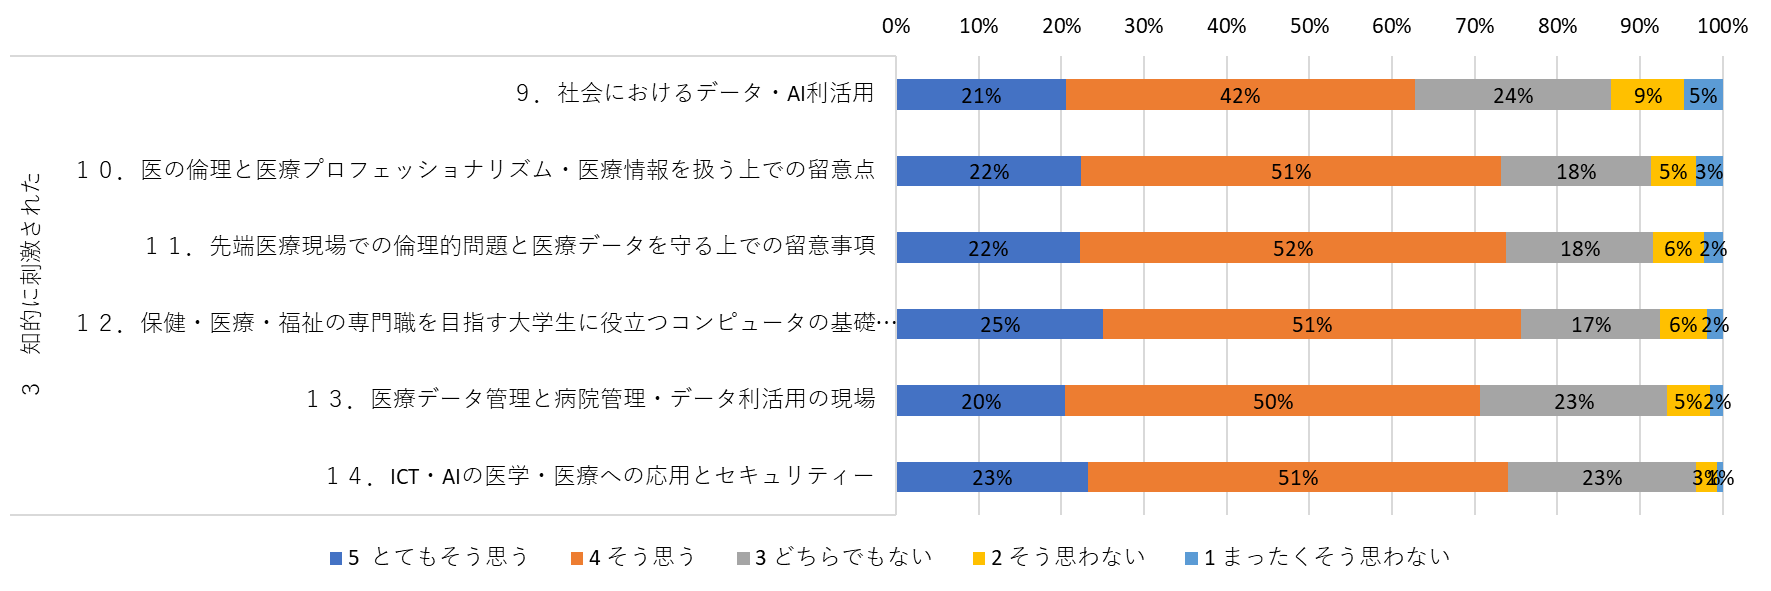 0% 10% 20% 30% 40% 50% 60% 70% 80% 90% 100%
３　知的に刺激された
９．社会におけるデータ・AI利活用
21% 42% 24% 9% 5%
１０．医の倫理と医療プロフェッショナリズム・医療情報を扱う上での留意点
22% 51% 18% 5% 3%
１１．先端医療現場での倫理的問題と医療データを守る上での留意事項
22% 52% 18% 6% 2%
１２．保健・医療・福祉の専門職を目指す大学生に役立つコンピュータの基礎…
25% 51% 17% 6% 2%
１３．医療データ管理と病院管理・データ利活用の現場
20% 50% 23% 5% 2%
１４．ICT・AIの医学・医療への応用とセキュリティー
23% 51% 23% 3% 1%
5 とてもそう思う 4 そう思う 3 どちらでもない 2 そう思わない 1 まったくそう思わない